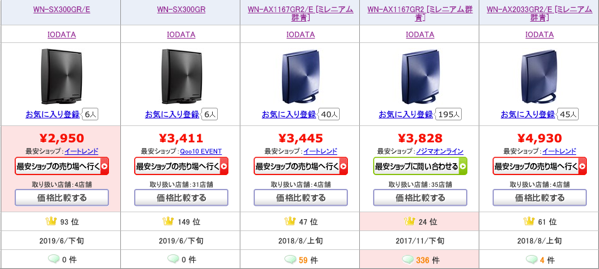 WN-SX300GR/E
WN-SX300GR
WN-AX1167GR2/E [ミレニアム群青]
WN-AX1167GR2 [ミレニアム群青]
WN-AX2033GR2/E [ミレニアム群青]
IODATA
IODATA
IODATA
IODATA
IODATA
お気に入り登録 6人
お気に入り登録 6人
お気に入り登録 40人
お気に入り登録 195人
お気に入り登録 45人
¥2,950
¥3,411
¥3,445
¥3,828
¥4,930
最安ショップ:イートレンド
最安ショップ:Qoo10 EVENT
最安ショップ:イートレンド
最安ショップ:ノジマオンライン
最安ショップ:イートレンド
最安ショップの売り場へ行く
最安ショップの売り場へ行く
最安ショップの売り場へ行く
最安ショップに問い合わせる
最安ショップの売り場へ行く
取り扱い店舗:4店舗
取り扱い店舗:31店舗
取り扱い店舗:4店舗
取り扱い店舗:35店舗
取り扱い店舗:4店舗
価格比較する
価格比較する
価格比較する
価格比較する
価格比較する
93 位
149 位
47 位
24 位
61 位
2019/6/下旬
2019/6/下旬
2018/8/上旬
2017/11/下旬
2018/8/上旬
0 件
0 件
59 件
336 件
4 件